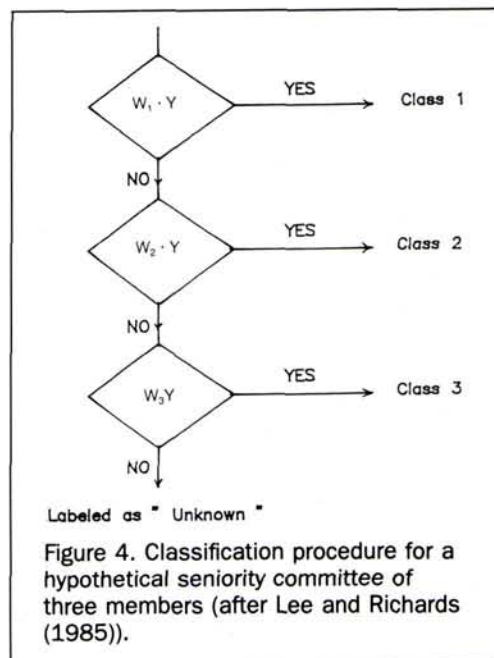 YES
W₁ · Y
Class 1
NO
YES
W₂ · Y
Class 2
NO
YES
W₃Y
Class 3
NO
Labeled as " Unknown "
Figure 4. Classification procedure for a
hypothetical seniority committee of
three members (after Lee and Richards
(1985)).